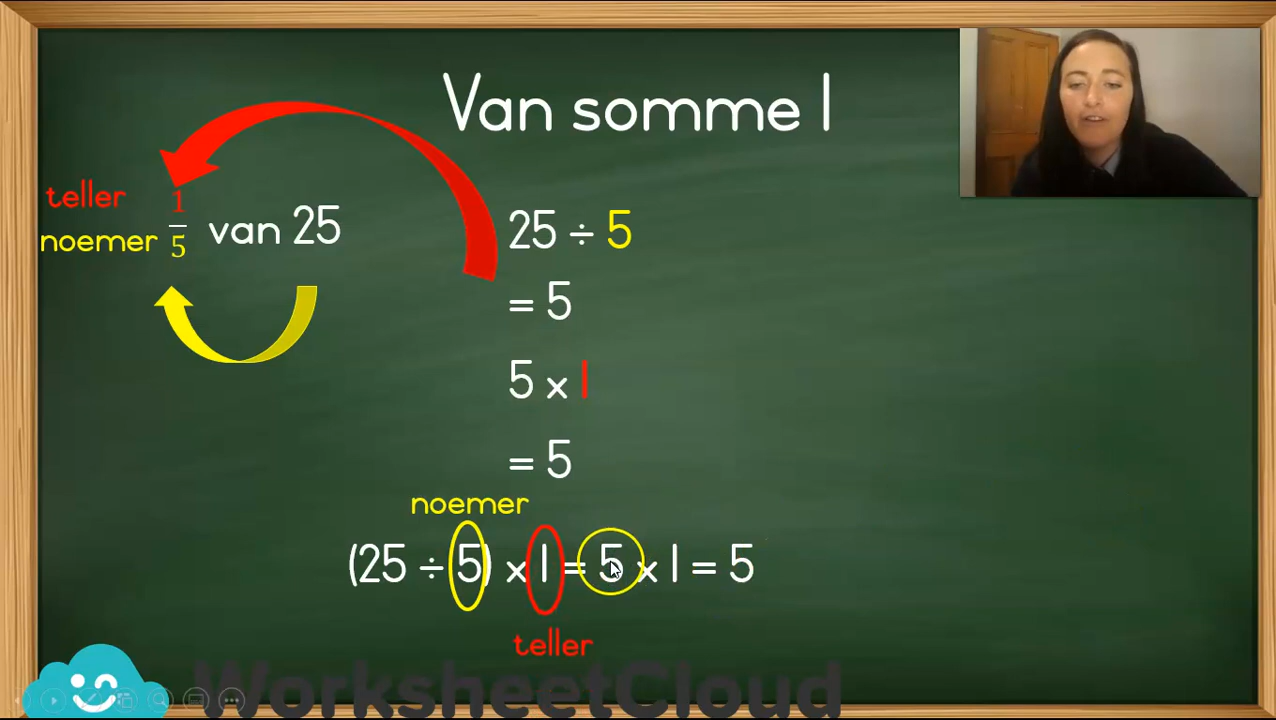 Van somme 1
teller
noemer
1/5 van 25
25 ÷ 5
= 5
5 x 1
= 5
noemer
(25 ÷ 5) x 1 = 5 x 1 = 5
teller
WorksheetCloud